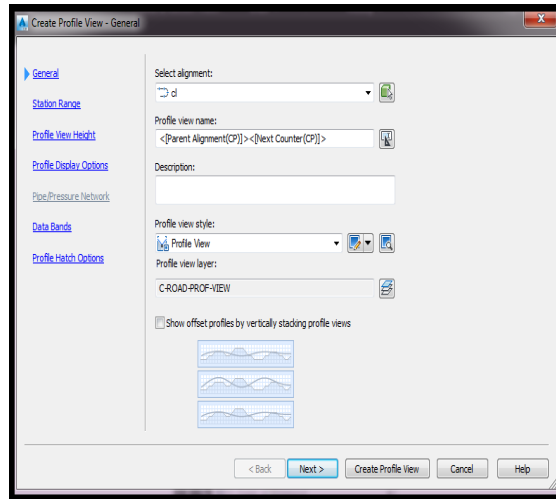 Create Profile View - General
General
Station Range
Profile View Height
Profile Display Options
Pipe/Pressure Network
Data Bands
Profile Hatch Options
Select alignment:
cl
Profile view name:
<[Parent Alignment(CP)]><[Next Counter(CP)]>
Description:
Profile view style:
Profile View
Profile view layer:
C-ROAD-PROF-VIEW
Show offset profiles by vertically stacking profile views
< Back
Next >
Create Profile View
Cancel
Help